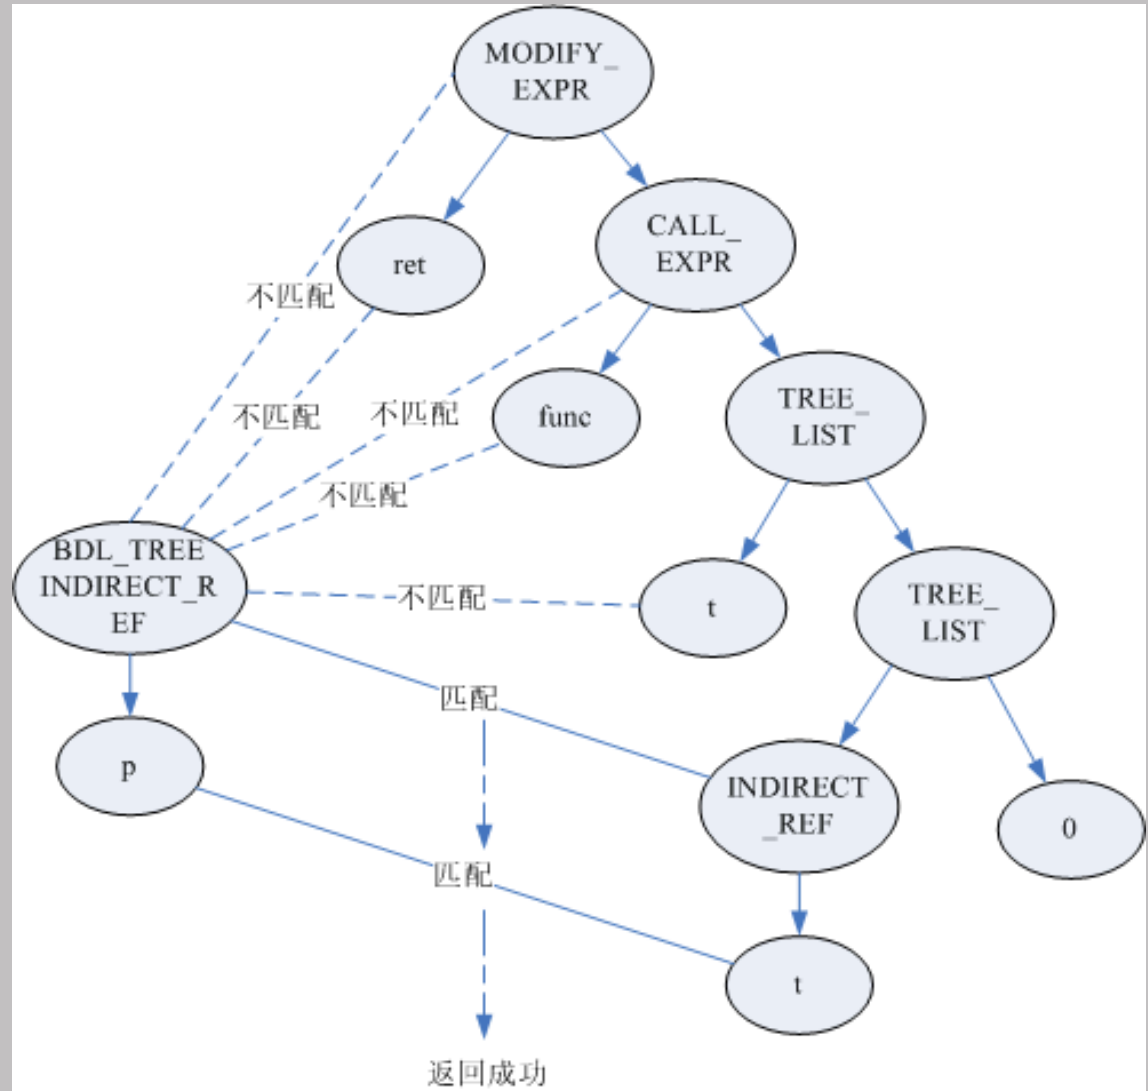 MODIFY_
EXPR
CALL_
EXPR
ret
不匹配
TREE_
LIST
func
不匹配
不匹配
不匹配
BDL_TREE
INDIRECT_R
EF
不匹配
t
TREE_
LIST
匹配
p
INDIRECT
_REF
0
匹配
t
返回成功